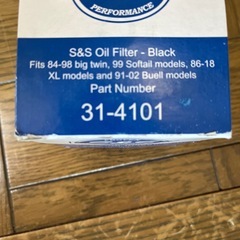 PERFORMANCE
S&S Oil Filter - Black
Fits 84-98 big twin, 99 Softail models, 86-18
XL models and 91-02 Buell models
Part Number
31-4101